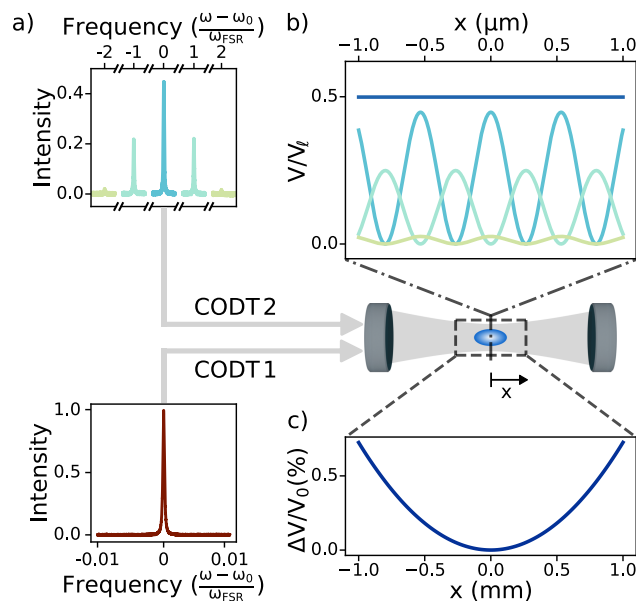 a)
Frequency (ω − ω₀ / ω_FSR)
-2 -1 0 1 2
Intensity
0.4
0.2
0.0
b)
x (μm)
-1.0 -0.5 0.0 0.5 1.0
V/Vₗ
0.5
0.0
CODT 2
CODT 1
x
Intensity
1.0
0.5
0.0
-0.01 0 0.01
Frequency (ω − ω₀ / ω_FSR)
c)
ΔV/V₀(%)
0.5
0.0
−1.0 −0.5 0.0 0.5 1.0
x (mm)